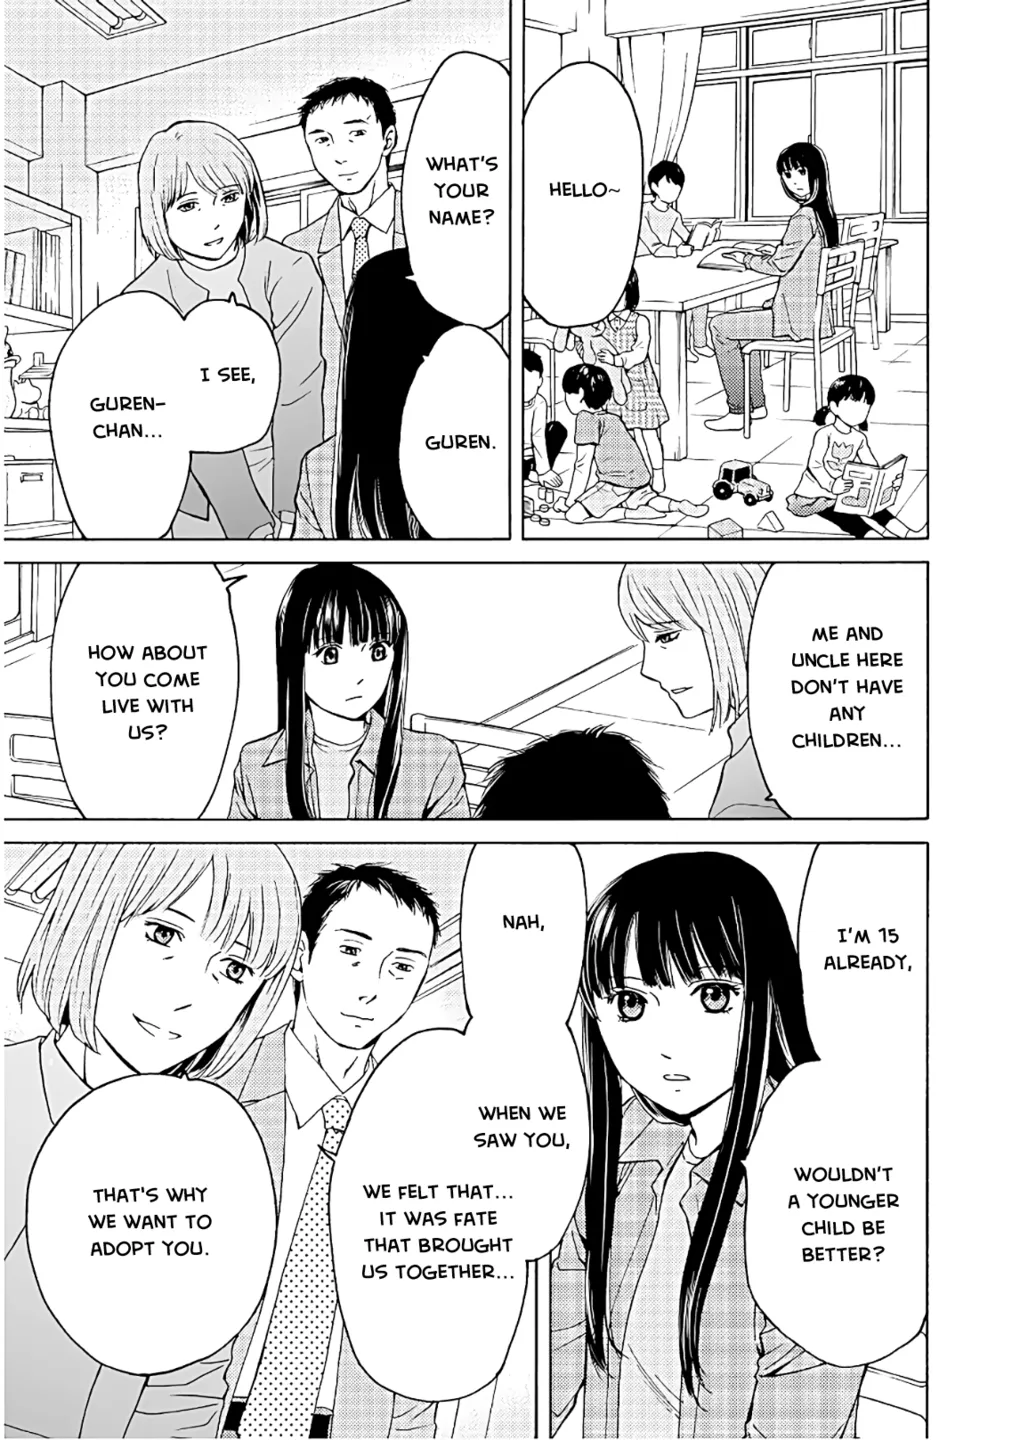 HELLO~
WHAT'S
YOUR
NAME?
GUREN.
I SEE,
GUREN-
CHAN...
ME AND
UNCLE HERE
DON'T HAVE
ANY
CHILDREN...
HOW ABOUT
YOU COME
LIVE WITH
US?
I'M 15
ALREADY,
WOULDN'T
A YOUNGER
CHILD BE
BETTER?
NAH,
WHEN WE
SAW YOU,
WE FELT THAT...
IT WAS FATE
THAT BROUGHT
US TOGETHER...
THAT'S WHY
WE WANT TO
ADOPT YOU.